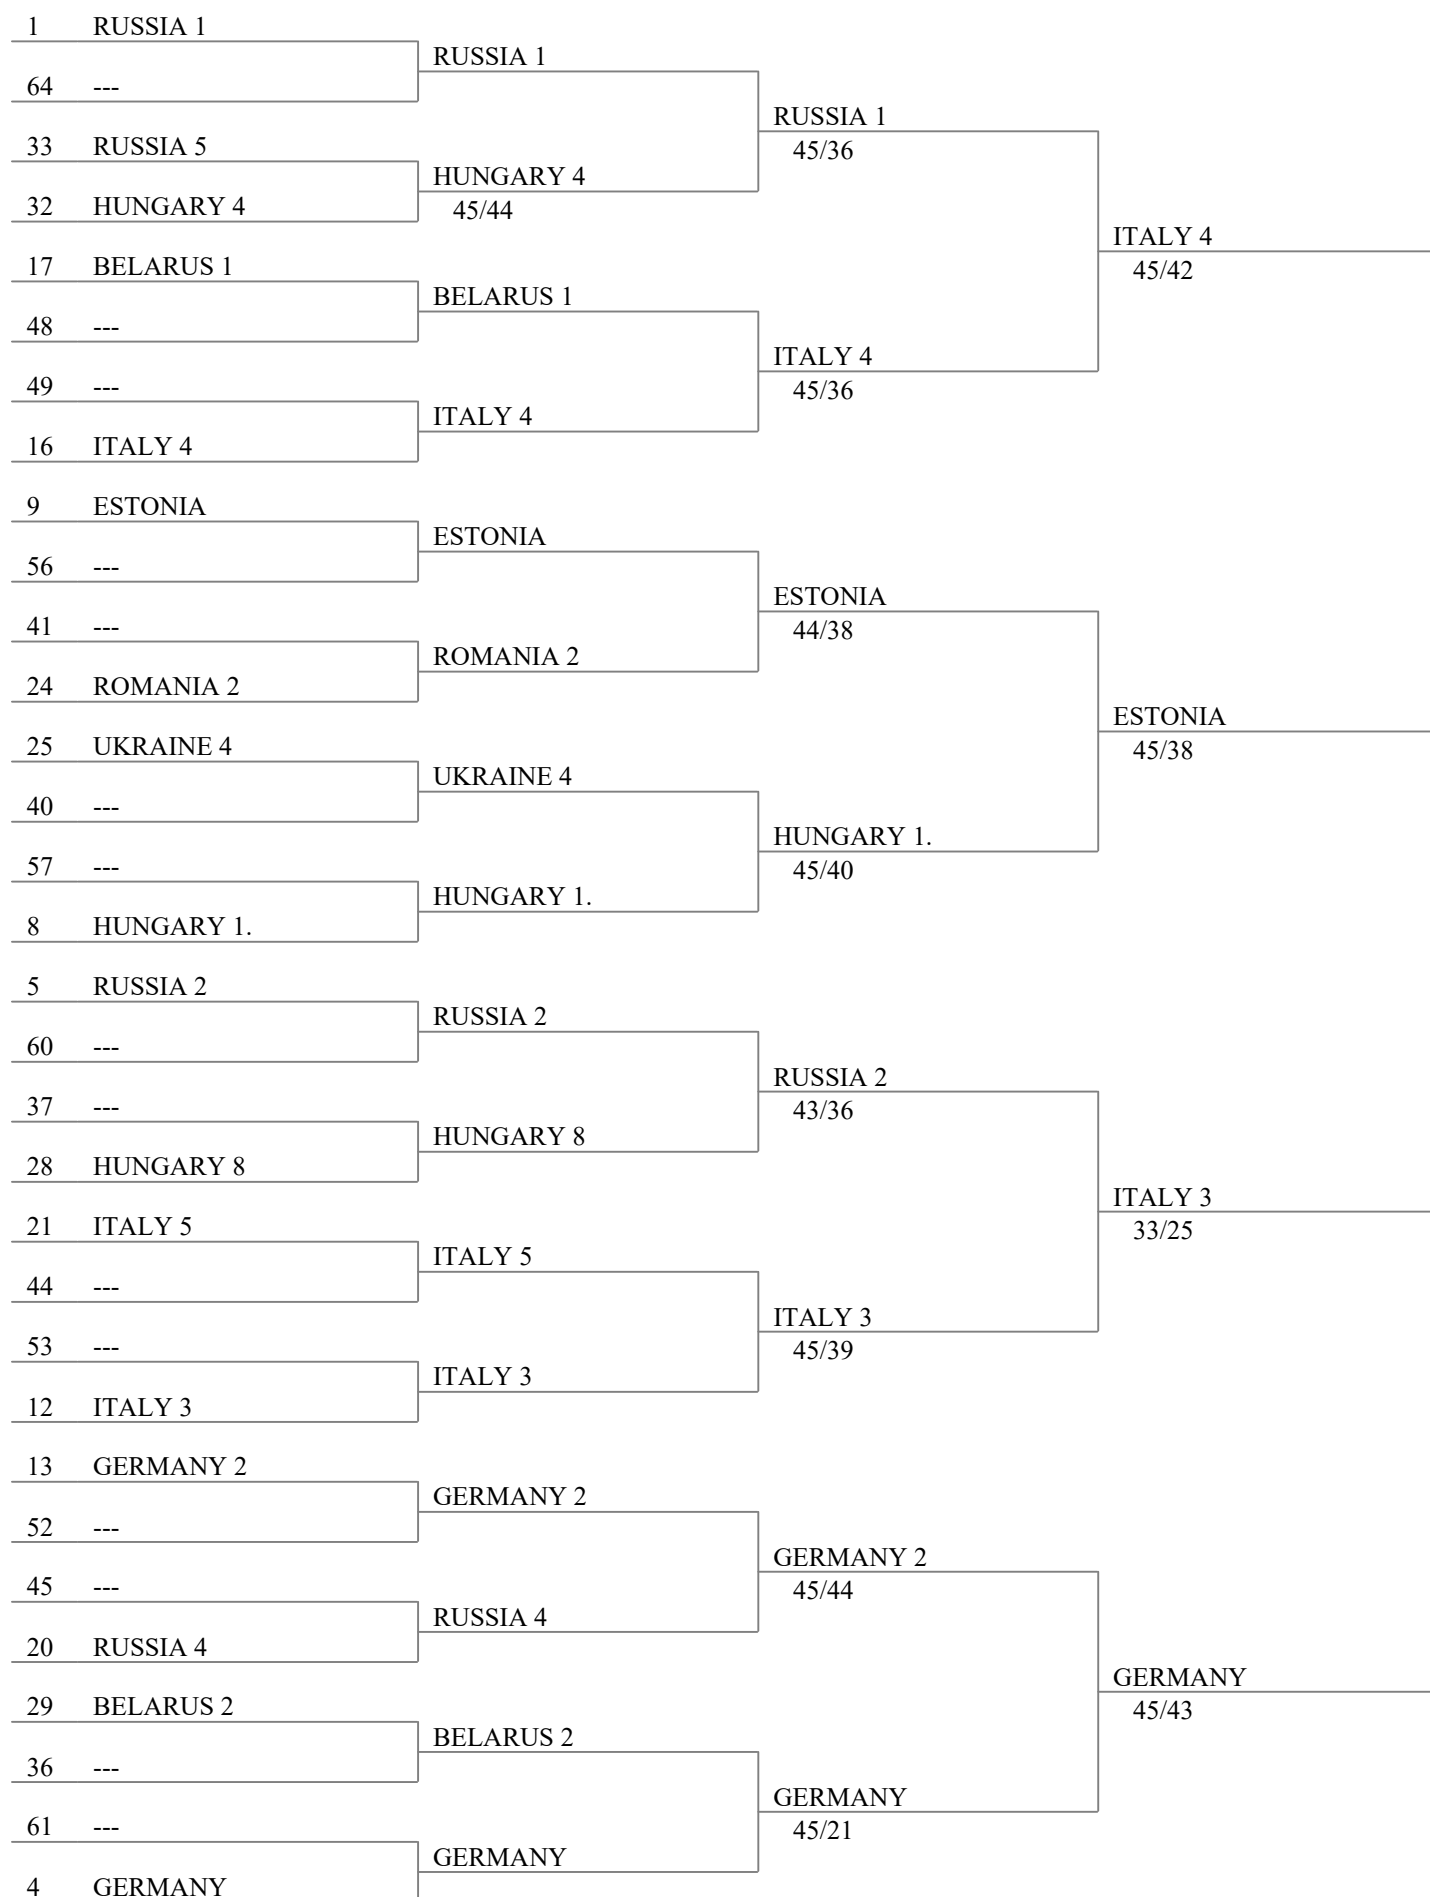 1 RUSSIA 1
RUSSIA 1
64 ---
RUSSIA 1
45/36
33 RUSSIA 5
HUNGARY 4
45/44
32 HUNGARY 4
ITALY 4
45/42
17 BELARUS 1
BELARUS 1
48 ---
ITALY 4
45/36
49 ---
ITALY 4
16 ITALY 4
9 ESTONIA
ESTONIA
56 ---
ESTONIA
44/38
41 ---
ROMANIA 2
24 ROMANIA 2
ESTONIA
45/38
25 UKRAINE 4
UKRAINE 4
40 ---
HUNGARY 1.
45/40
57 ---
HUNGARY 1.
8 HUNGARY 1.
5 RUSSIA 2
RUSSIA 2
60 ---
RUSSIA 2
43/36
37 ---
HUNGARY 8
28 HUNGARY 8
ITALY 3
33/25
21 ITALY 5
ITALY 5
44 ---
ITALY 3
45/39
53 ---
ITALY 3
12 ITALY 3
13 GERMANY 2
GERMANY 2
52 ---
GERMANY 2
45/44
45 ---
RUSSIA 4
20 RUSSIA 4
GERMANY
45/43
29 BELARUS 2
BELARUS 2
36 ---
GERMANY
45/21
61 ---
GERMANY
4 GERMANY